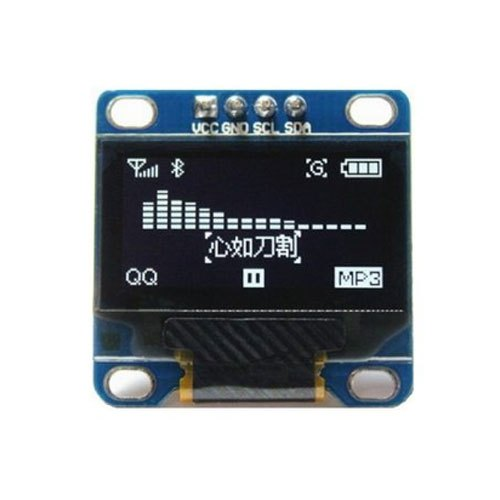 VCC GND SCL SDA
G
心如刀割
QQ MP3